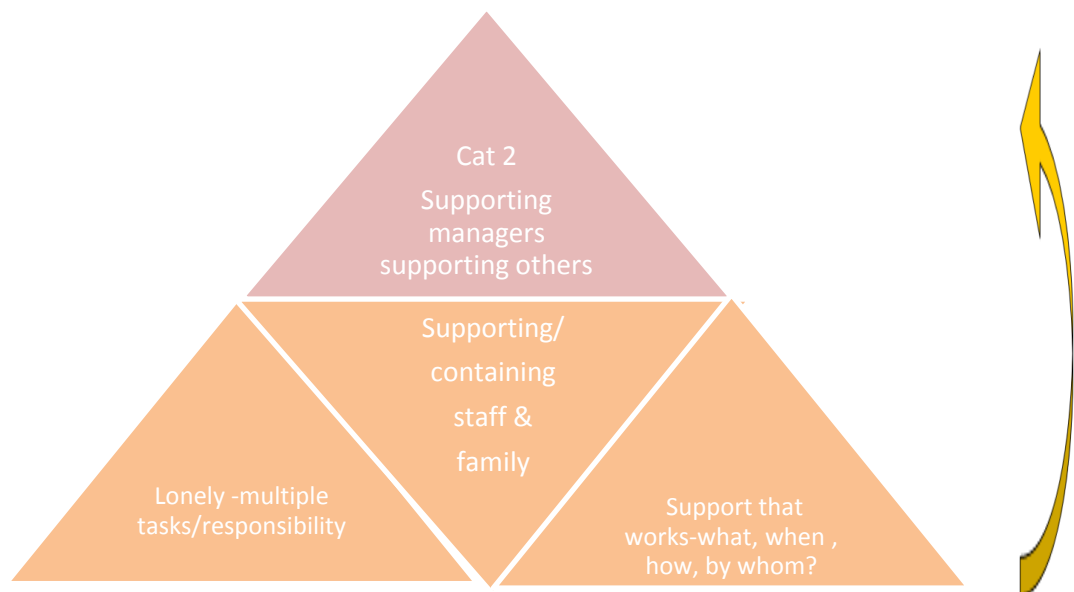 Cat 2
Supporting
managers
supporting others
Supporting/
containing
staff &
family
Lonely -multiple
tasks/responsibility
Support that
works-what, when ,
how, by whom?